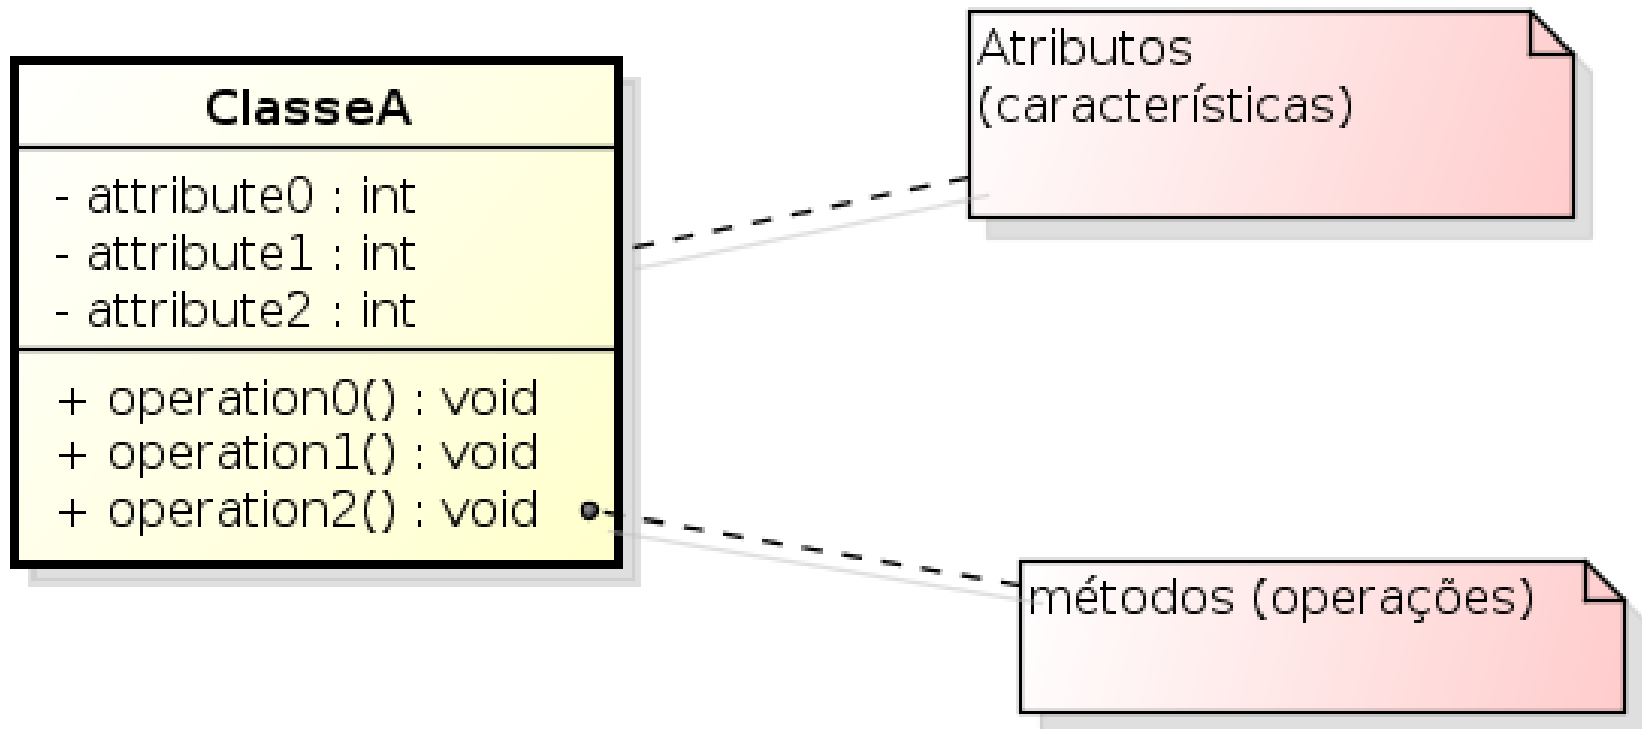 ClasseA
- attribute0 : int
- attribute1 : int
- attribute2 : int
+ operation0() : void
+ operation1() : void
+ operation2() : void
Atributos
(características)
métodos (operações)